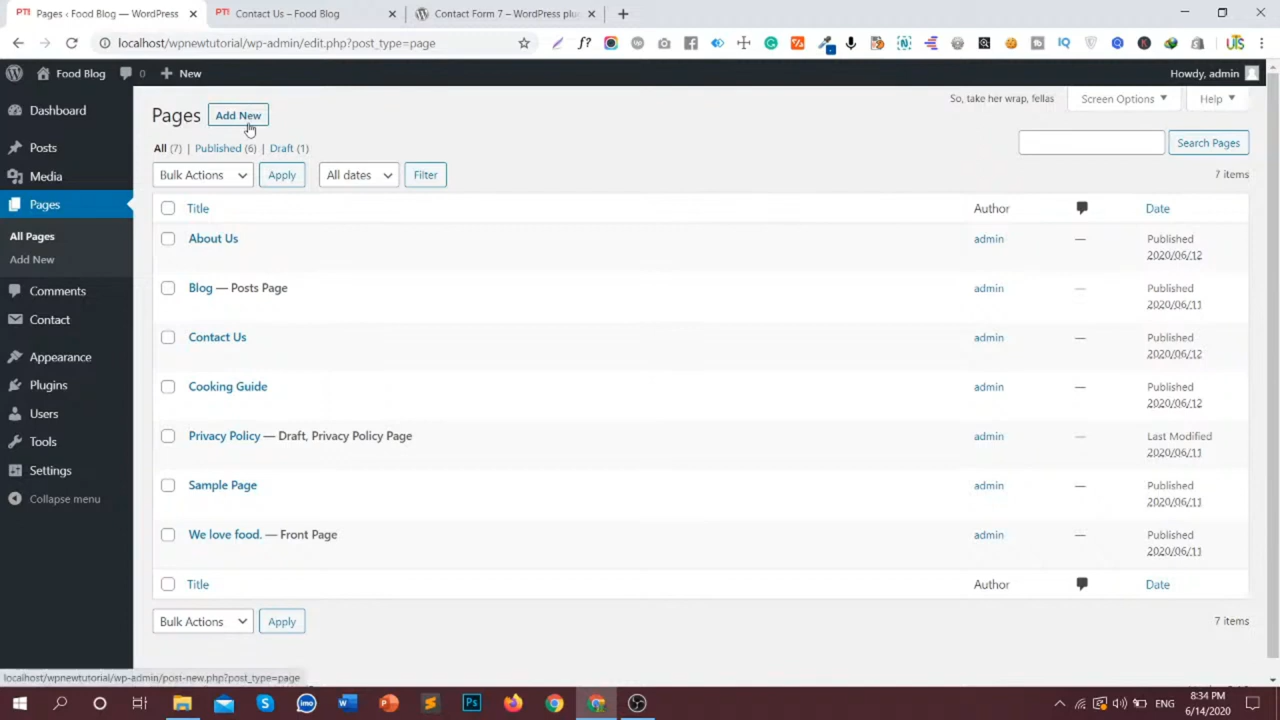 Pages ‹ Food Blog — WordPress
Contact Us – Food Blog
Contact Form 7 – WordPress plu
localhost/wpnewtutorial/wp-admin/edit.php?post_type=page
Food Blog 0 New Howdy, admin
Dashboard
Posts
Media
Pages
All Pages
Add New
Comments
Contact
Appearance
Plugins
Users
Tools
Settings
Collapse menu
So, take her wrap, fellas Screen Options Help
Pages Add New
All (7) | Published (6) | Draft (1)
Search Pages
Bulk Actions Apply All dates Filter 7 items
Title Author Date
About Us admin — Published
2020/06/12
Blog — Posts Page admin — Published
2020/06/11
Contact Us admin — Published
2020/06/12
Cooking Guide admin — Published
2020/06/12
Privacy Policy — Draft, Privacy Policy Page admin — Last Modified
2020/06/11
Sample Page admin — Published
2020/06/11
We love food. — Front Page admin — Published
2020/06/11
Title Author Date
Bulk Actions Apply 7 items
localhost/wpnewtutorial/wp-admin/post-new.php?post_type=page
ENG
8:34 PM
6/14/2020